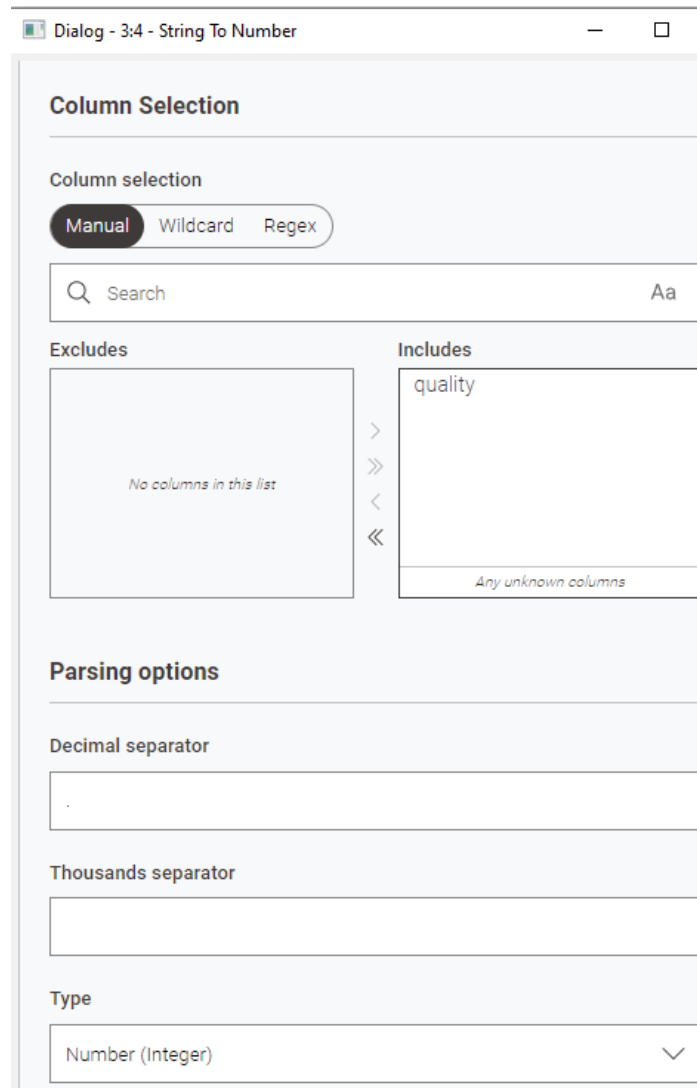 Dialog - 3:4 - String To Number
Column Selection
Column selection
Manual Wildcard Regex
Search Aa
Excludes Includes
quality
No columns in this list
Any unknown columns
Parsing options
Decimal separator
.
Thousands separator
Type
Number (Integer)